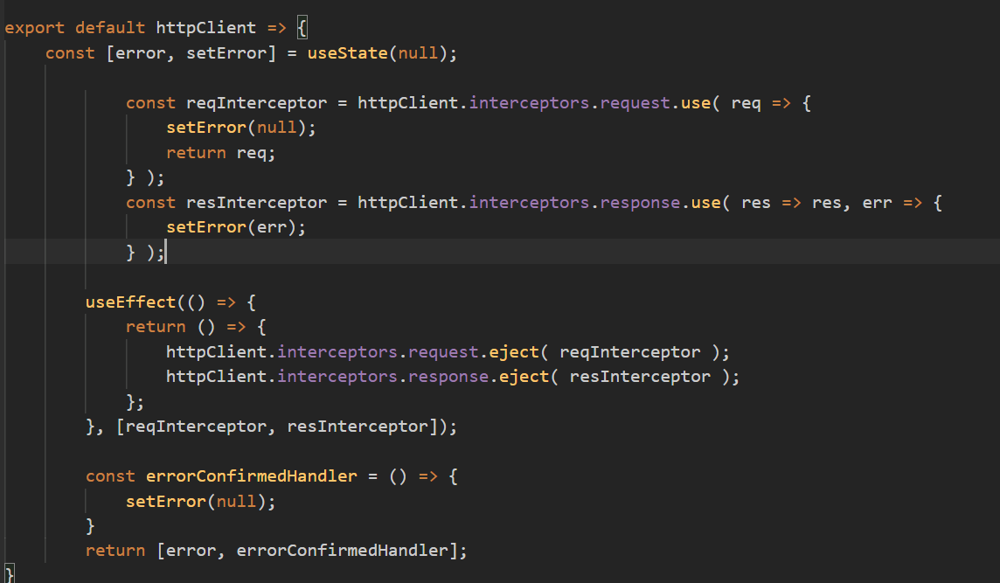 export default httpClient => {
const [error, setError] = useState(null);
const reqInterceptor = httpClient.interceptors.request.use( req => {
setError(null);
return req;
} );
const resInterceptor = httpClient.interceptors.response.use( res => res, err => {
setError(err);
} );
useEffect(() => {
return () => {
httpClient.interceptors.request.eject( reqInterceptor );
httpClient.interceptors.response.eject( resInterceptor );
};
}, [reqInterceptor, resInterceptor]);
const errorConfirmedHandler = () => {
setError(null);
}
return [error, errorConfirmedHandler];
}